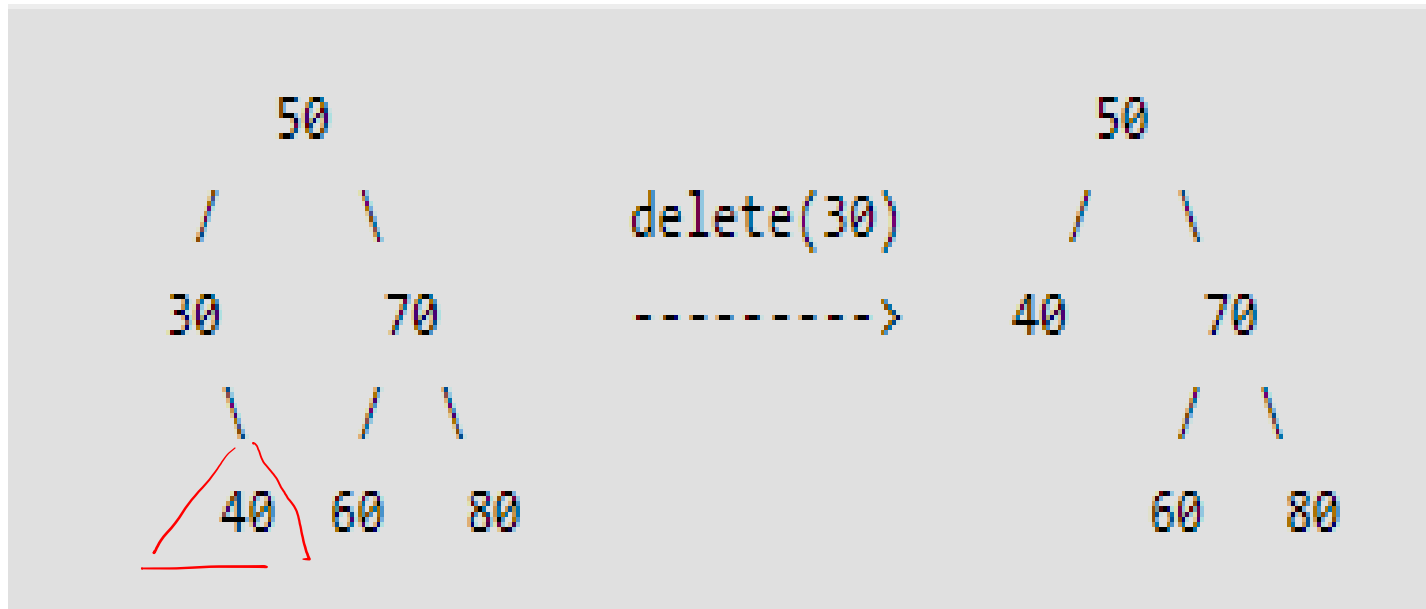 50 50
/ \ delete(30) / \
30 70 ---------> 40 70
\ / \ / \
40 60 80 60 80